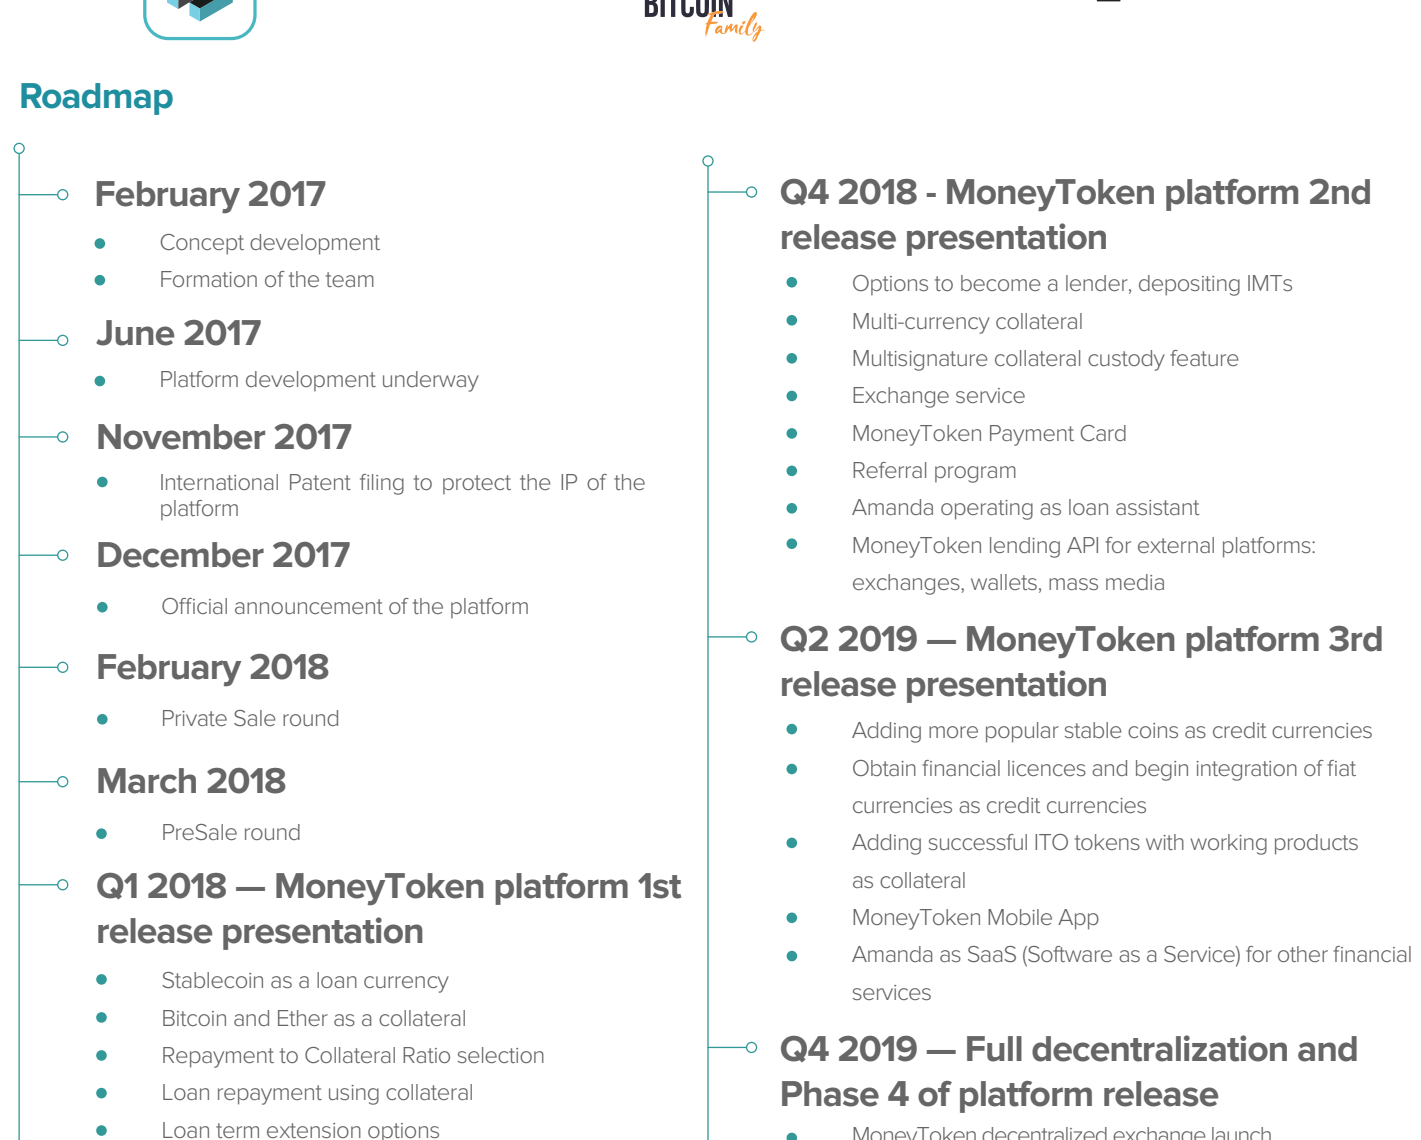 BITCOIN
Family
Roadmap
February 2017
Concept development
Formation of the team
June 2017
Platform development underway
November 2017
International Patent filing to protect the IP of the
platform
December 2017
Official announcement of the platform
February 2018
Private Sale round
March 2018
PreSale round
Q1 2018 — MoneyToken platform 1st
release presentation
Stablecoin as a loan currency
Bitcoin and Ether as a collateral
Repayment to Collateral Ratio selection
Loan repayment using collateral
Loan term extension options
Q4 2018 - MoneyToken platform 2nd
release presentation
Options to become a lender, depositing IMTs
Multi-currency collateral
Multisignature collateral custody feature
Exchange service
MoneyToken Payment Card
Referral program
Amanda operating as loan assistant
MoneyToken lending API for external platforms:
exchanges, wallets, mass media
Q2 2019 — MoneyToken platform 3rd
release presentation
Adding more popular stable coins as credit currencies
Obtain financial licences and begin integration of fiat
currencies as credit currencies
Adding successful ITO tokens with working products
as collateral
MoneyToken Mobile App
Amanda as SaaS (Software as a Service) for other financial
services
Q4 2019 — Full decentralization and
Phase 4 of platform release
MoneyToken decentralized exchange launch